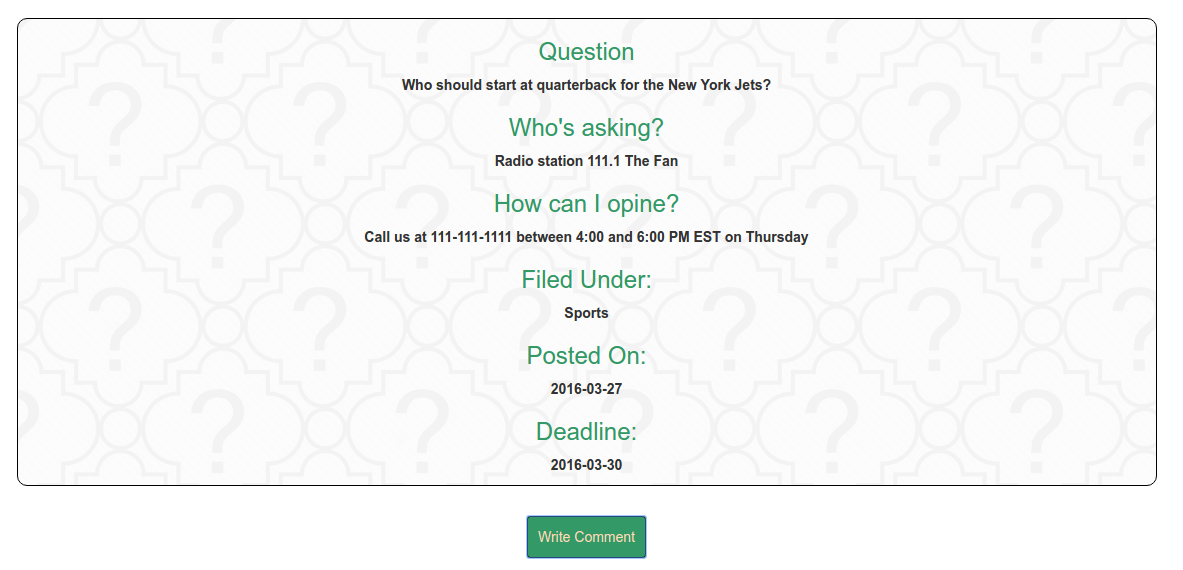 Question
Who should start at quarterback for the New York Jets?
Who's asking?
Radio station 111.1 The Fan
How can I opine?
Call us at 111-111-1111 between 4:00 and 6:00 PM EST on Thursday
Filed Under:
Sports
Posted On:
2016-03-27
Deadline:
2016-03-30
Write Comment